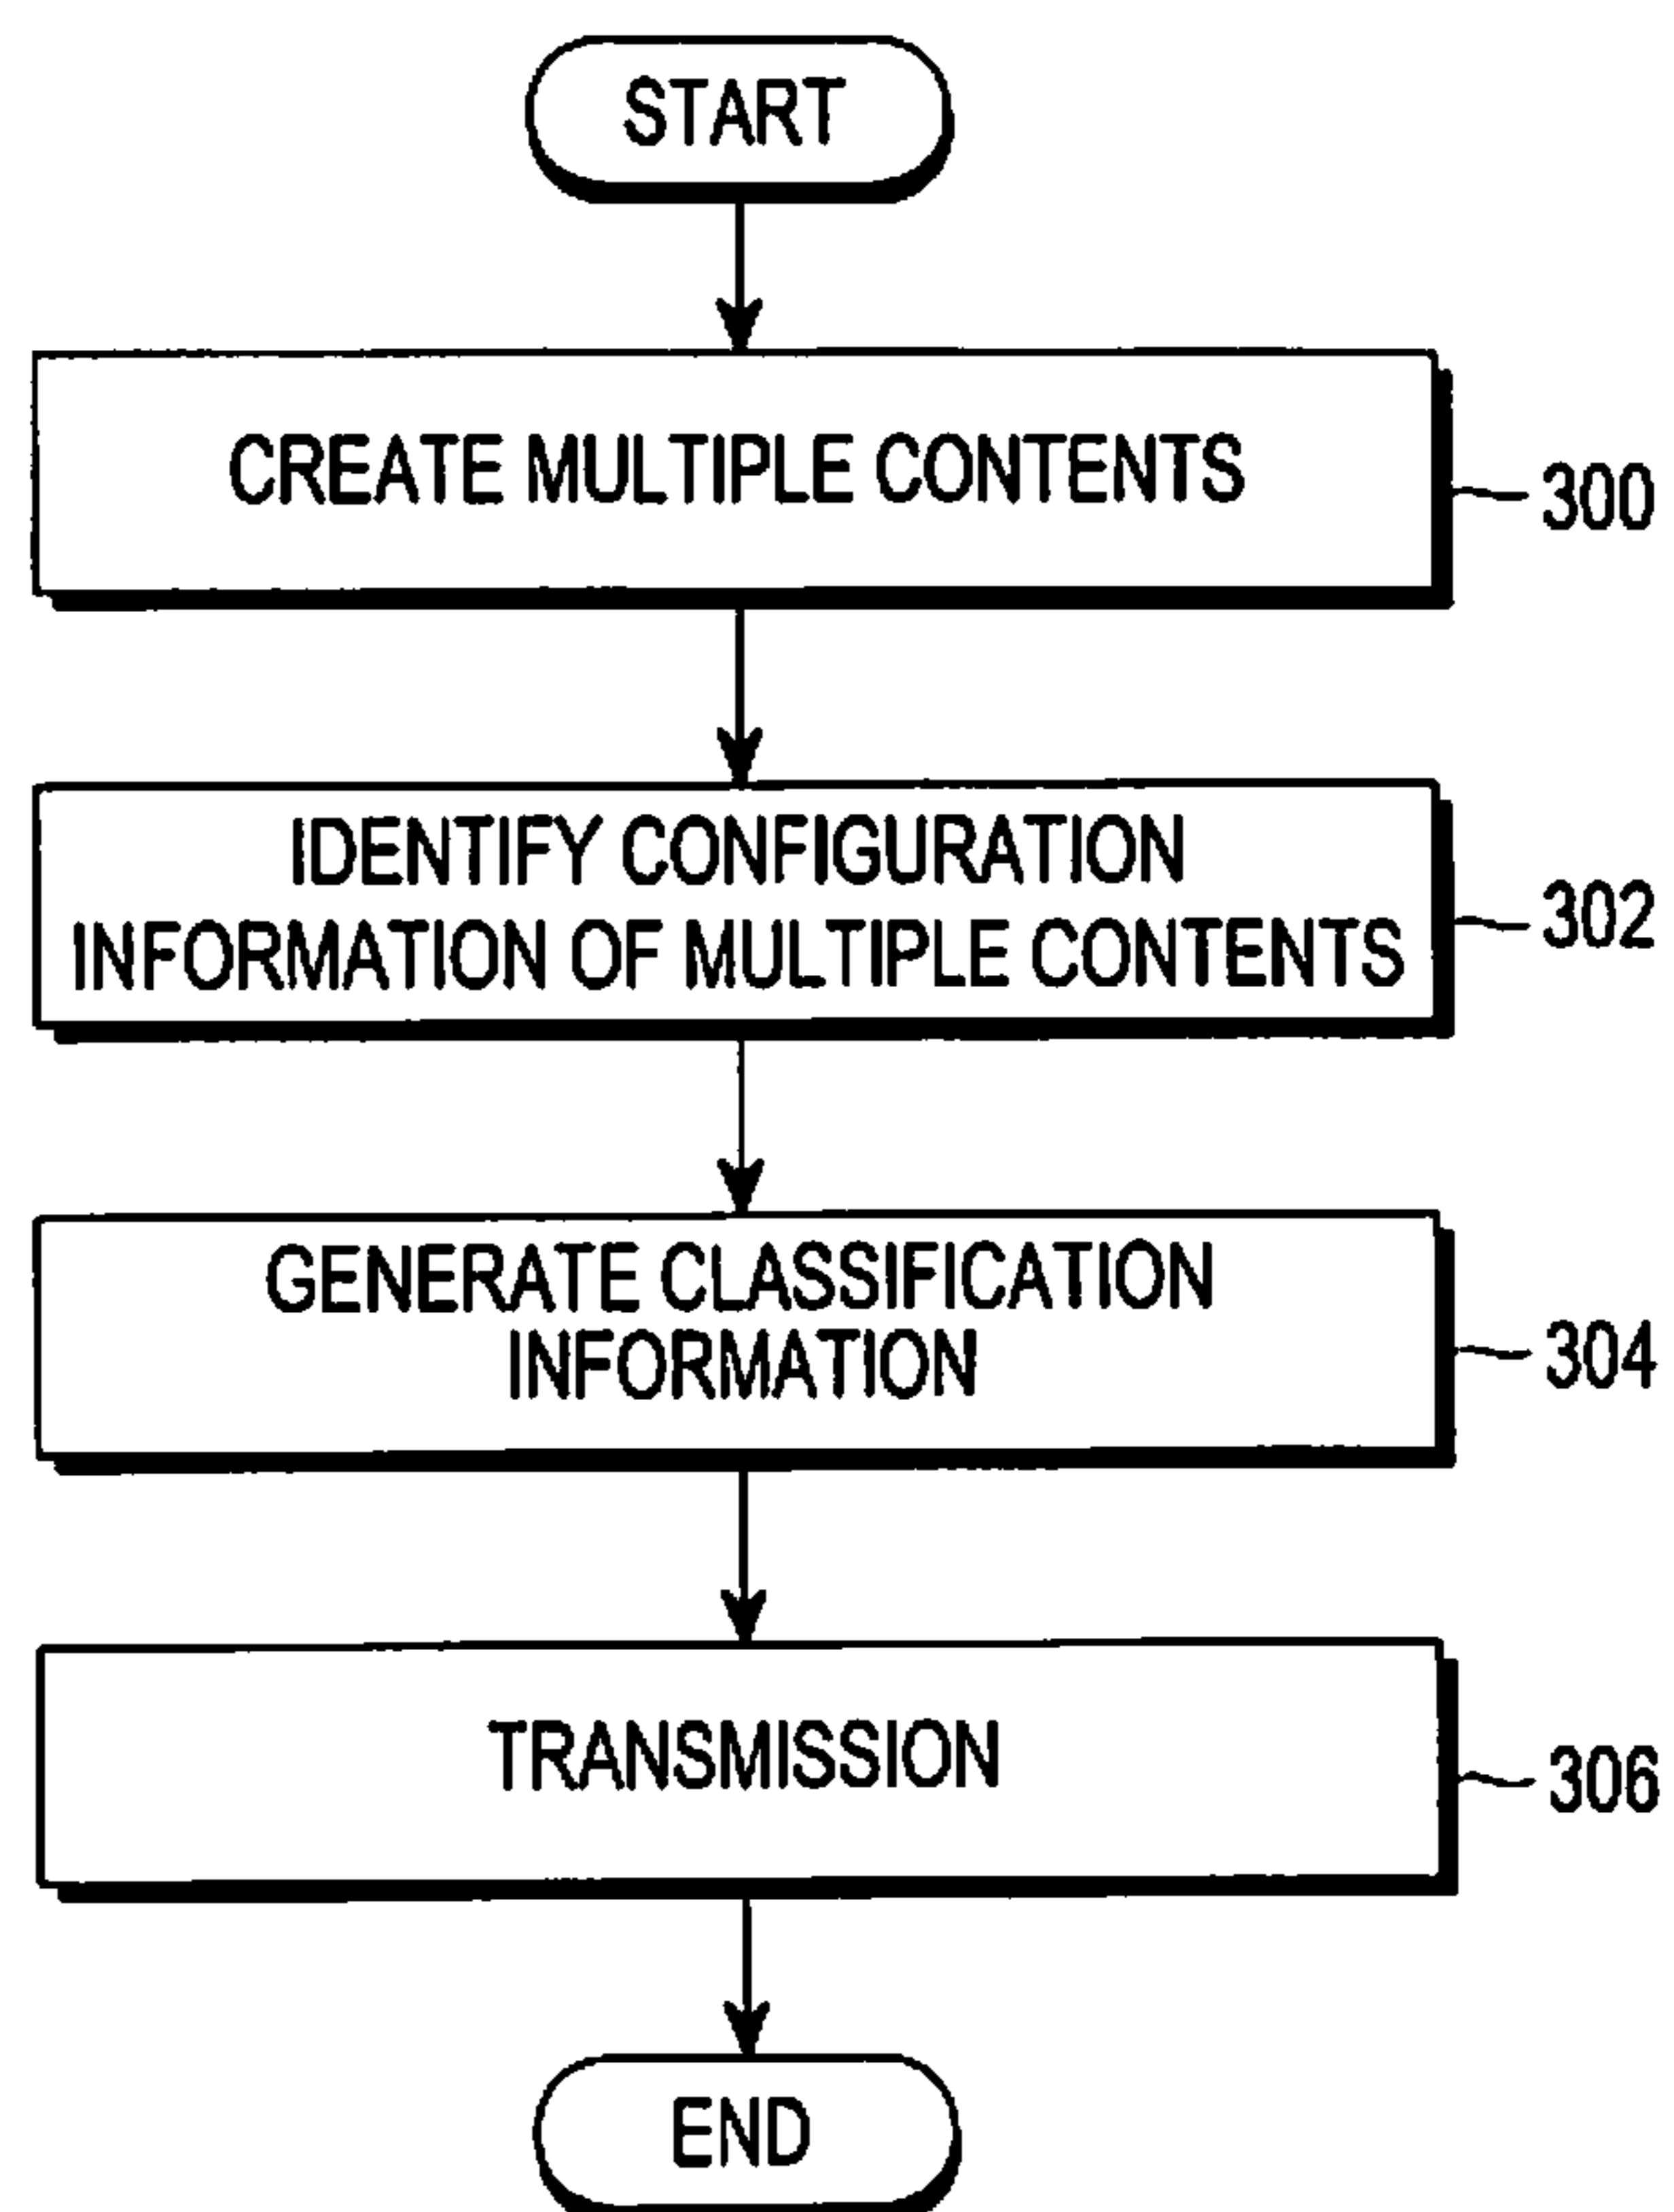 START
CREATE MULTIPLE CONTENTS
300
IDENTIFY CONFIGURATION
INFORMATION OF MULTIPLE CONTENTS
302
GENERATE CLASSIFICATION
INFORMATION
304
TRANSMISSION
306
END